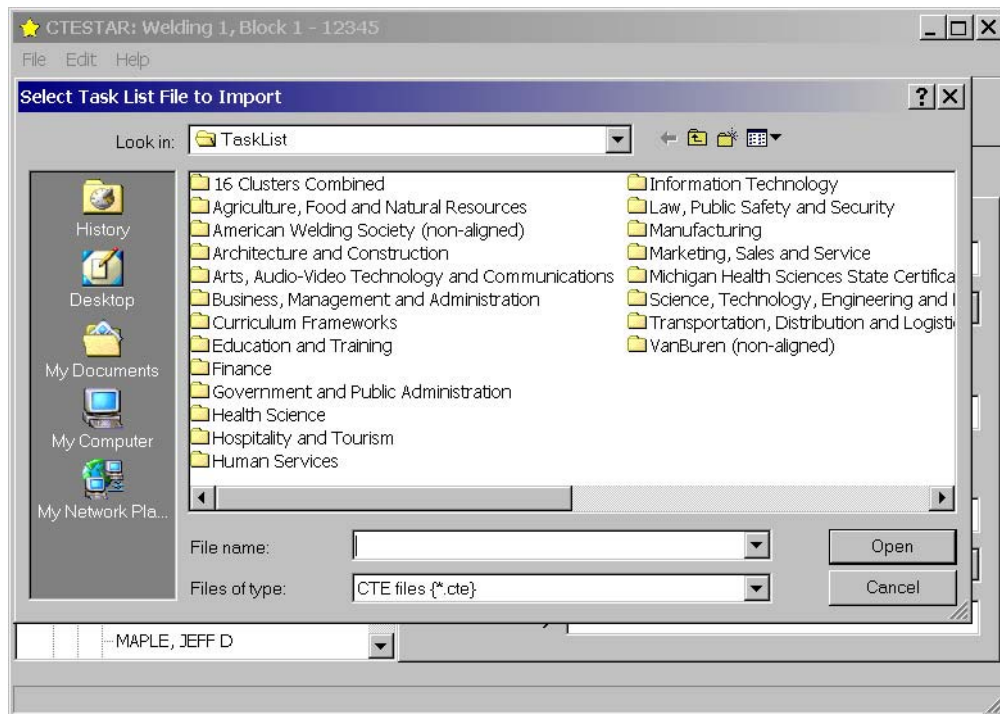 CTESTAR: Welding 1, Block 1 - 12345
File Edit Help
Select Task List File to Import
Look in: TaskList
History
Desktop
My Documents
My Computer
My Network Pla...
16 Clusters Combined
Agriculture, Food and Natural Resources
American Welding Society (non-aligned)
Architecture and Construction
Arts, Audio-Video Technology and Communications
Business, Management and Administration
Curriculum Frameworks
Education and Training
Finance
Government and Public Administration
Health Science
Hospitality and Tourism
Human Services
Information Technology
Law, Public Safety and Security
Manufacturing
Marketing, Sales and Service
Michigan Health Sciences State Certifica
Science, Technology, Engineering and
Transportation, Distribution and Logisti
VanBuren (non-aligned)
File name:
Open
Files of type: CTE files {*.cte}
Cancel
MAPLE, JEFF D